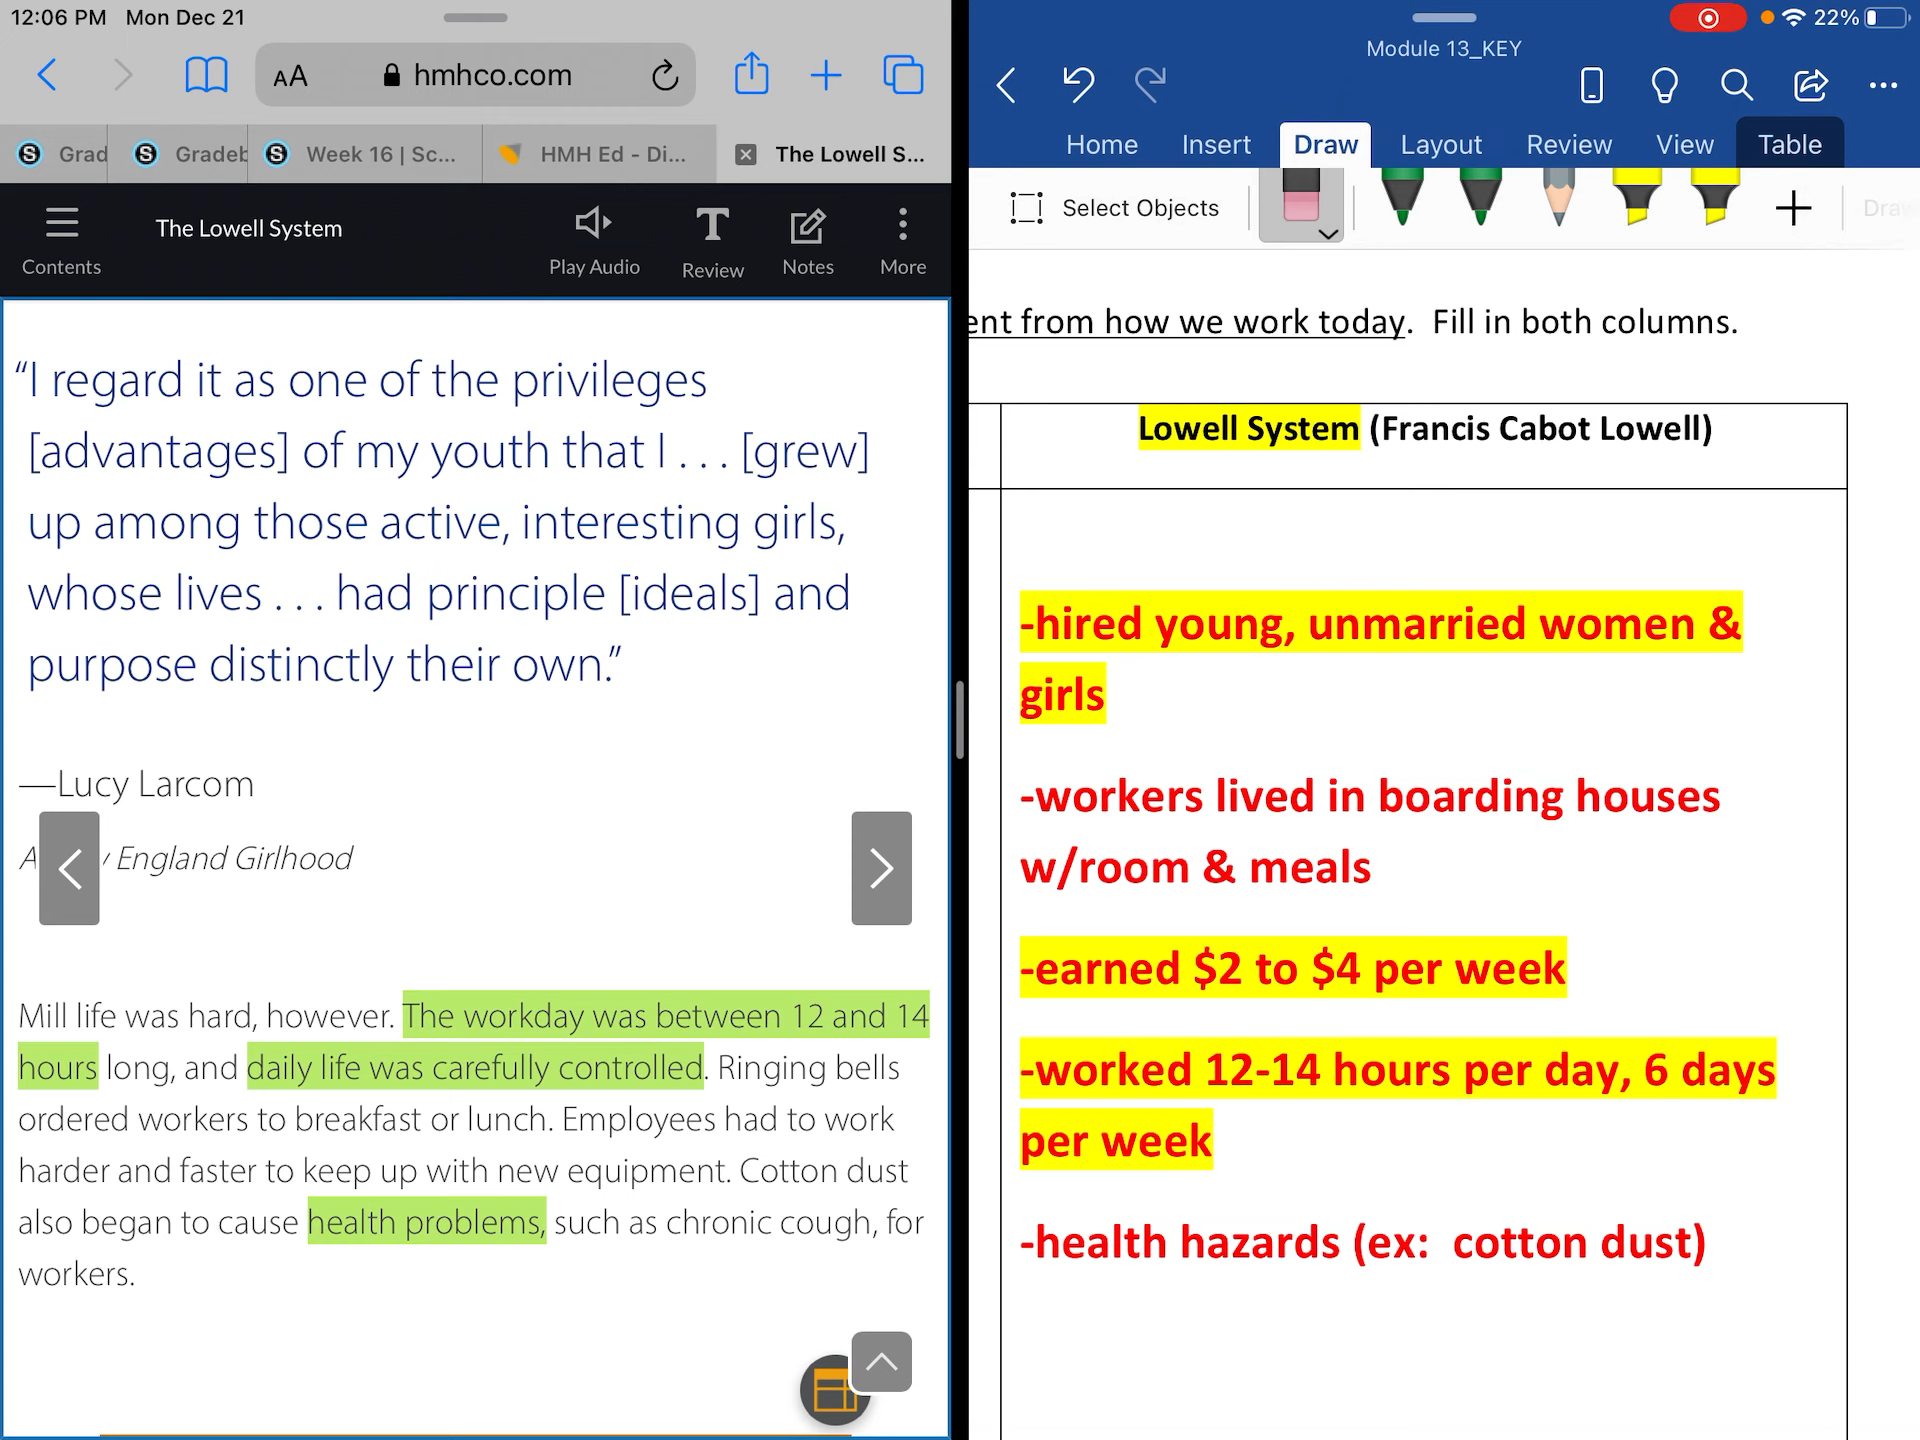 12:06 PM Mon Dec 21
AA hmhco.com
Grad Gradeb Week 16 | Sc... HMH Ed - Di... The Lowell S...
Contents The Lowell System Play Audio Review Notes More
“I regard it as one of the privileges
[advantages] of my youth that I . . . [grew]
up among those active, interesting girls,
whose lives . . . had principle [ideals] and
purpose distinctly their own.”
—Lucy Larcom
A England Girlhood
Mill life was hard, however. The workday was between 12 and 14
hours long, and daily life was carefully controlled. Ringing bells
ordered workers to breakfast or lunch. Employees had to work
harder and faster to keep up with new equipment. Cotton dust
also began to cause health problems, such as chronic cough, for
workers.
22%
Module 13_KEY
Home Insert Draw Layout Review View Table
Select Objects Draw
ent from how we work today. Fill in both columns.
Lowell System (Francis Cabot Lowell)
-hired young, unmarried women &
girls
-workers lived in boarding houses
w/room & meals
-earned $2 to $4 per week
-worked 12-14 hours per day, 6 days
per week
-health hazards (ex: cotton dust)